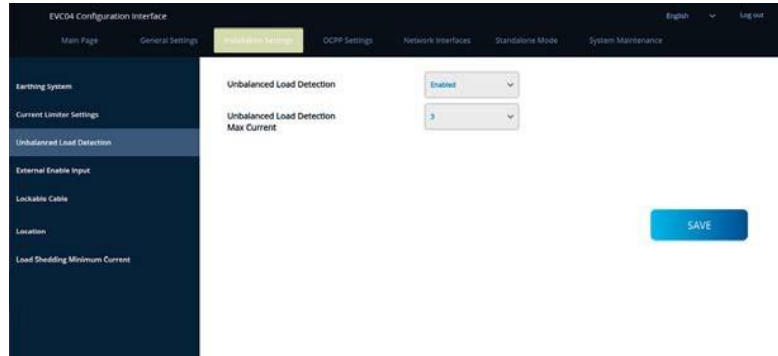 EVC04 Configuration Interface
English
Log out
Main Page
General Settings
Installation Settings
OCPP Settings
Network Interfaces
Standalone Mode
System Maintenance
Earthing System
Current Limiter Settings
Unbalanced Load Detection
External Enable Input
Lockable Cable
Location
Load Shedding Minimum Current
Unbalanced Load Detection
Enabled
Unbalanced Load Detection
Max Current
3
SAVE